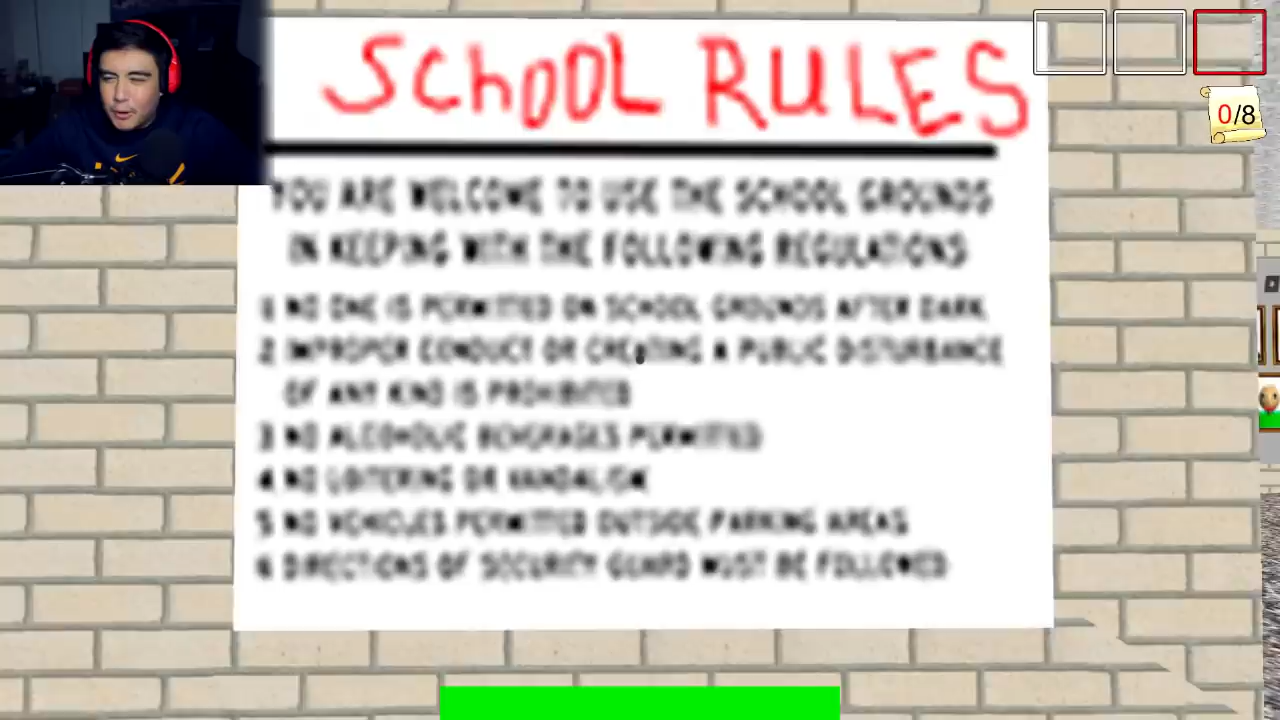 SCHOOL RULES
0/8
YOU ARE WELCOME TO USE THE SCHOOL GROUNDS
IN KEEPING WITH THE FOLLOWING REGULATIONS
1 NO ONE IS PERMITTED ON SCHOOL GROUNDS AFTER DARK
2 IMPROPER CONDUCT OR CREATING A PUBLIC DISTURBANCE
OF ANY KIND IS PROHIBITED
3 NO ALCOHOLIC BEVERAGES PERMITTED
4 NO LOITERING OR VANDALISM
5 NO VEHICLES PERMITTED OUTSIDE PARKING AREAS
6 DIRECTIONS OF SECURITY GUARD MUST BE FOLLOWED